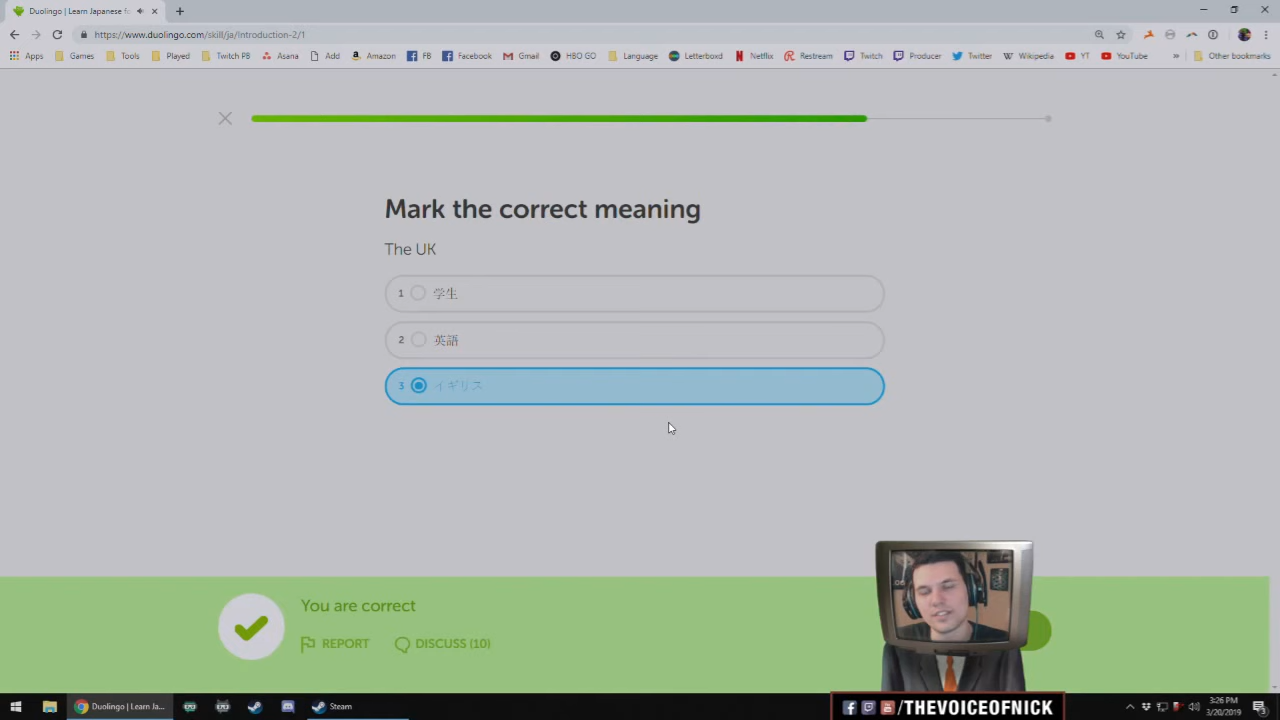 Duolingo | Learn Japanese fo
https://www.duolingo.com/skill/ja/Introduction-2/1
Apps Games Tools Played Twitch PB Asana Add Amazon FB Facebook Gmail HBO GO Language Letterboxd Netflix Restream Twitch Producer Twitter Wikipedia YT YouTube » Other bookmarks
Mark the correct meaning
The UK
1 学生
2 英語
3 イギリス
You are correct
REPORT DISCUSS (10)
/THEVOICEOFNICK
Duolingo | Learn Ja... Steam
3:26 PM
3/20/2019
3